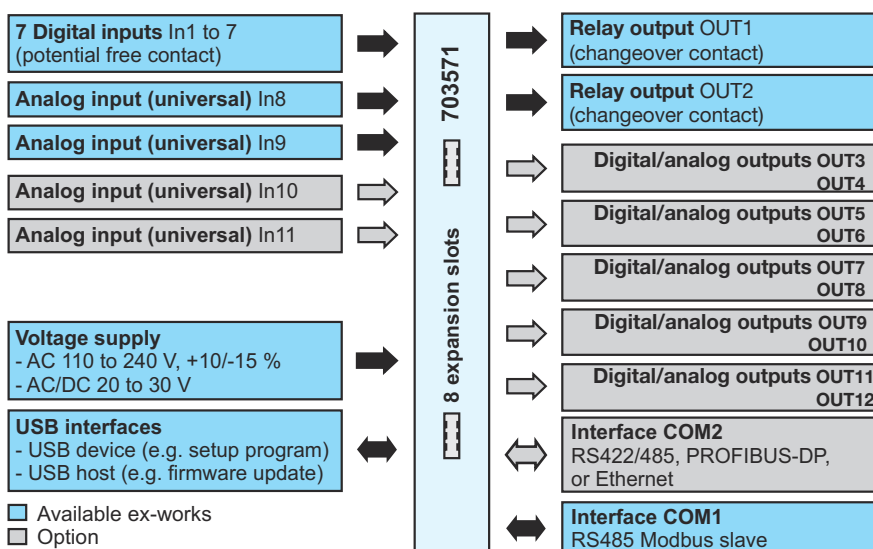 7 Digital inputs In1 to 7
(potential free contact)
Analog input (universal) In8
Analog input (universal) In9
Analog input (universal) In10
Analog input (universal) In11
Voltage supply
- AC 110 to 240 V, +10/-15 %
- AC/DC 20 to 30 V
USB interfaces
- USB device (e.g. setup program)
- USB host (e.g. firmware update)
Available ex-works
Option
703571
8 expansion slots
Relay output OUT1
(changeover contact)
Relay output OUT2
(changeover contact)
Digital/analog outputs OUT3
OUT4
Digital/analog outputs OUT5
OUT6
Digital/analog outputs OUT7
OUT8
Digital/analog outputs OUT9
OUT10
Digital/analog outputs OUT11
OUT12
Interface COM2
RS422/485, PROFIBUS-DP,
or Ethernet
Interface COM1
RS485 Modbus slave